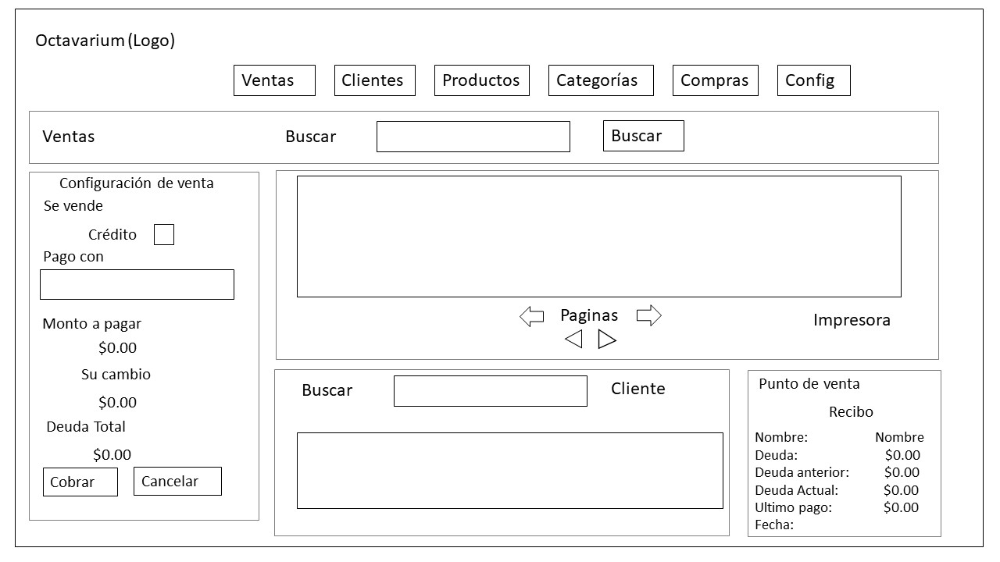 Octavarium (Logo)
Ventas Clientes Productos Categorías Compras Config
Ventas Buscar Buscar
Configuración de venta
Se vende
Crédito
Pago con
Monto a pagar
$0.00
Su cambio
$0.00
Deuda Total
$0.00
Cobrar Cancelar
Paginas
Impresora
Buscar Cliente
Punto de venta
Recibo
Nombre: Nombre
Deuda: $0.00
Deuda anterior: $0.00
Deuda Actual: $0.00
Ultimo pago: $0.00
Fecha: